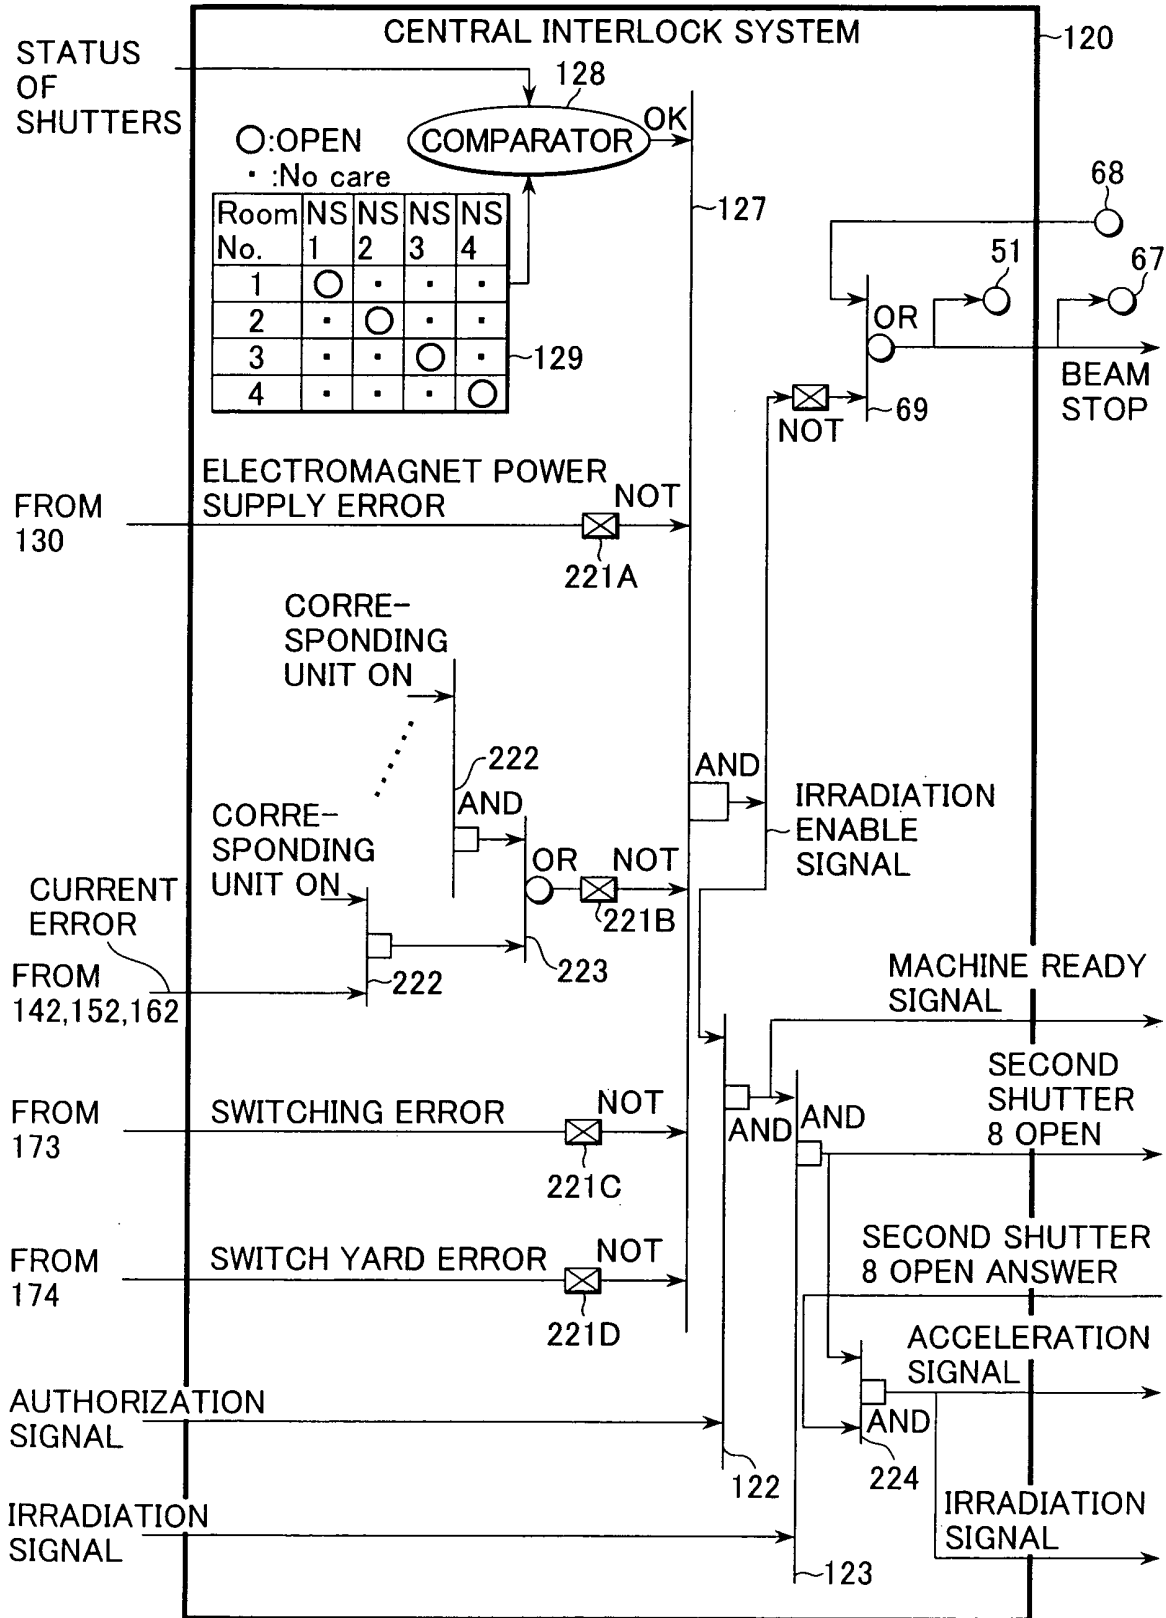 CENTRAL INTERLOCK SYSTEM
120
STATUS
OF
SHUTTERS
128
COMPARATOR
OK
○:OPEN
・:No care
Room No. NS 1 NS 2 NS 3 NS 4
1 ○ ・ ・ ・
2 ・ ○ ・ ・
3 ・ ・ ○ ・
4 ・ ・ ・ ○
129
127
68
51
67
OR
BEAM
STOP
NOT
69
ELECTROMAGNET POWER
SUPPLY ERROR
NOT
FROM
130
221A
CORRE-
SPONDING
UNIT ON
222
AND
AND
IRRADIATION
ENABLE
SIGNAL
CORRE-
SPONDING
UNIT ON
OR
NOT
221B
223
222
CURRENT
ERROR
FROM
142,152,162
MACHINE READY
SIGNAL
SECOND
SHUTTER
8 OPEN
FROM
173
SWITCHING ERROR
NOT
221C
AND
AND
FROM
174
SWITCH YARD ERROR
NOT
221D
SECOND SHUTTER
8 OPEN ANSWER
ACCELERATION
SIGNAL
AND
224
AUTHORIZATION
SIGNAL
122
IRRADIATION
SIGNAL
IRRADIATION
SIGNAL
123